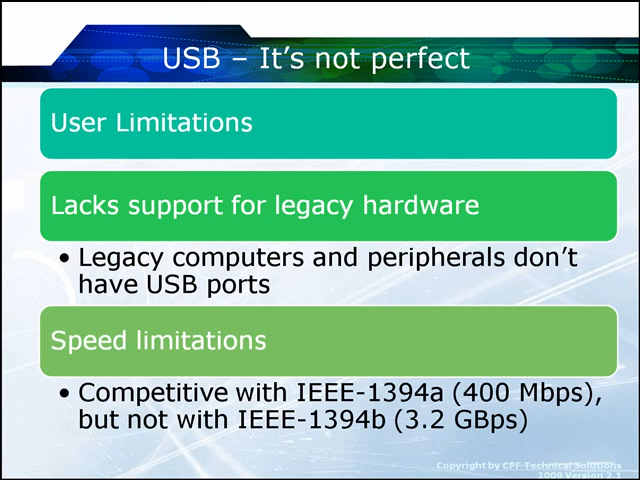 USB – It’s not perfect
User Limitations
Lacks support for legacy hardware
• Legacy computers and peripherals don’t
have USB ports
Speed limitations
• Competitive with IEEE-1394a (400 Mbps),
but not with IEEE-1394b (3.2 GBps)
Copyright by CPF Technical Solutions
2009 Version 2.1